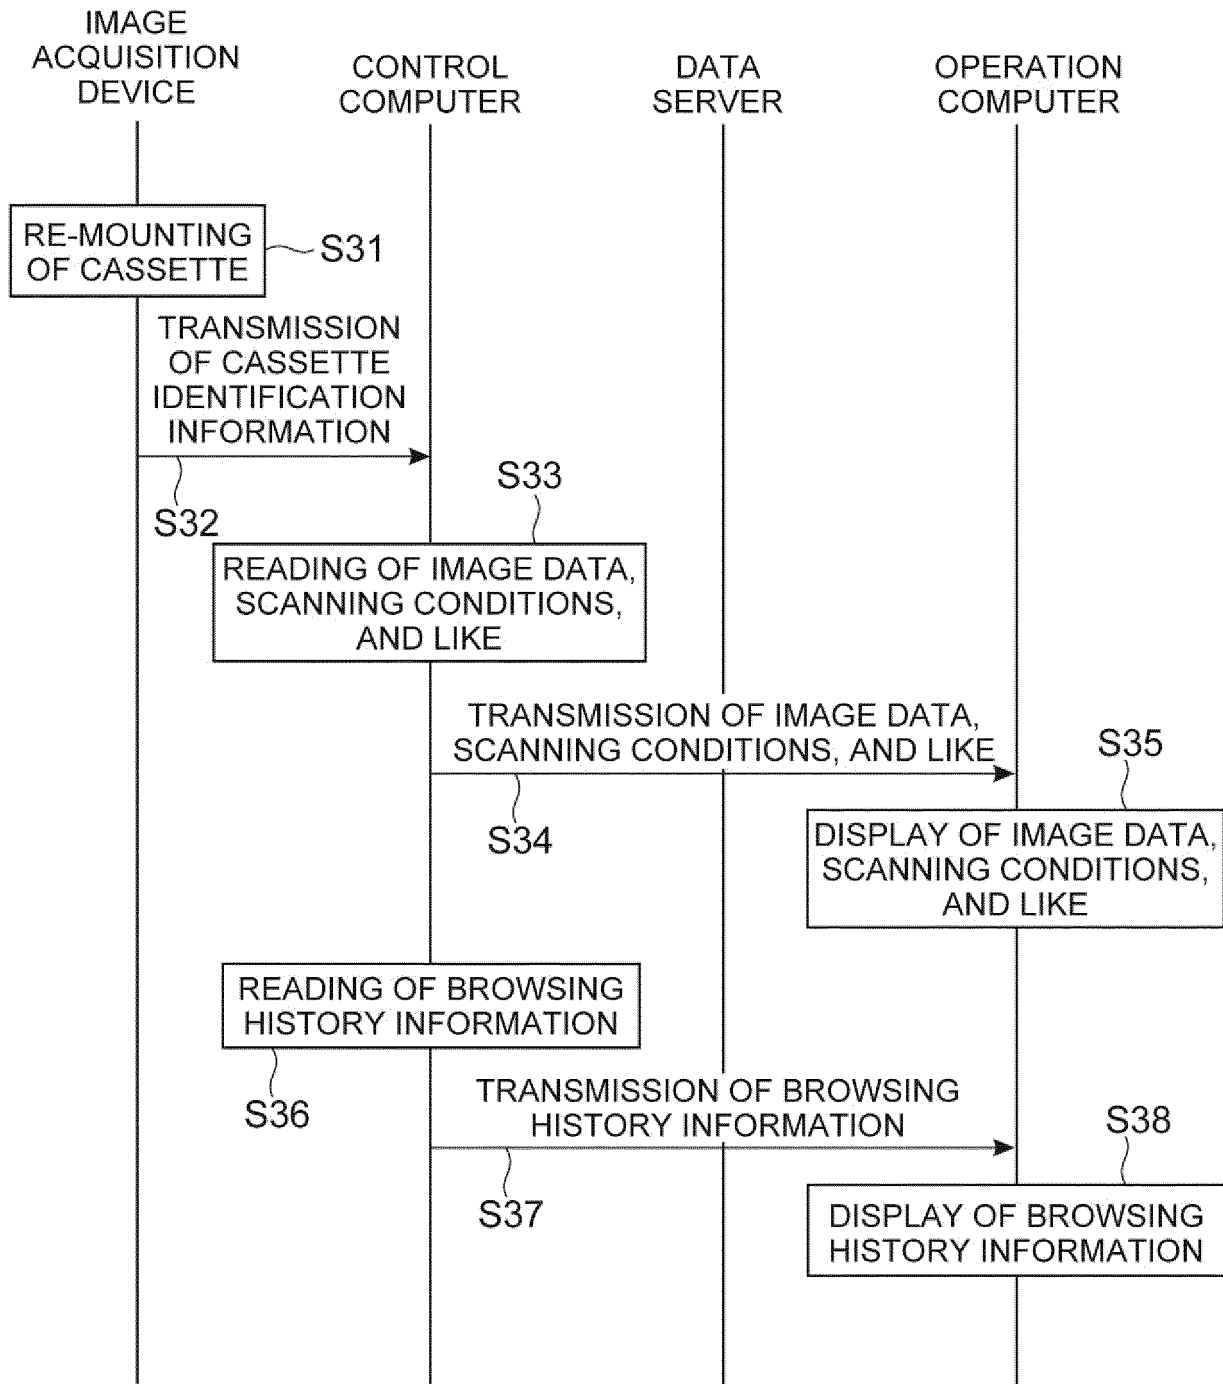 IMAGE
ACQUISITION
DEVICE
CONTROL
COMPUTER
DATA
SERVER
OPERATION
COMPUTER
RE-MOUNTING
OF CASSETTE
S31
TRANSMISSION
OF CASSETTE
IDENTIFICATION
INFORMATION
S32
S33
READING OF IMAGE DATA,
SCANNING CONDITIONS,
AND LIKE
TRANSMISSION OF IMAGE DATA,
SCANNING CONDITIONS, AND LIKE
S34
S35
DISPLAY OF IMAGE DATA,
SCANNING CONDITIONS,
AND LIKE
READING OF BROWSING
HISTORY INFORMATION
S36
TRANSMISSION OF BROWSING
HISTORY INFORMATION
S37
S38
DISPLAY OF BROWSING
HISTORY INFORMATION